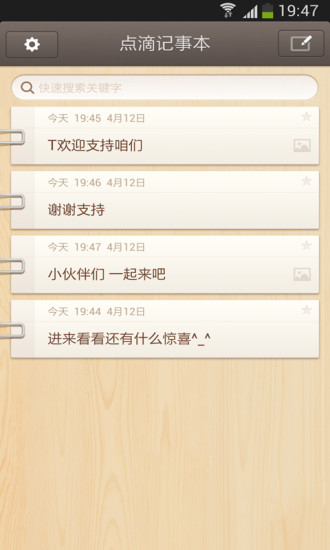 19:47
点滴记事本
快速搜索关键字
今天 19:45 4月12日
T欢迎支持咱们
今天 19:46 4月12日
谢谢支持
今天 19:47 4月12日
小伙伴们 一起来吧
今天 19:44 4月12日
进来看看还有什么惊喜^_^